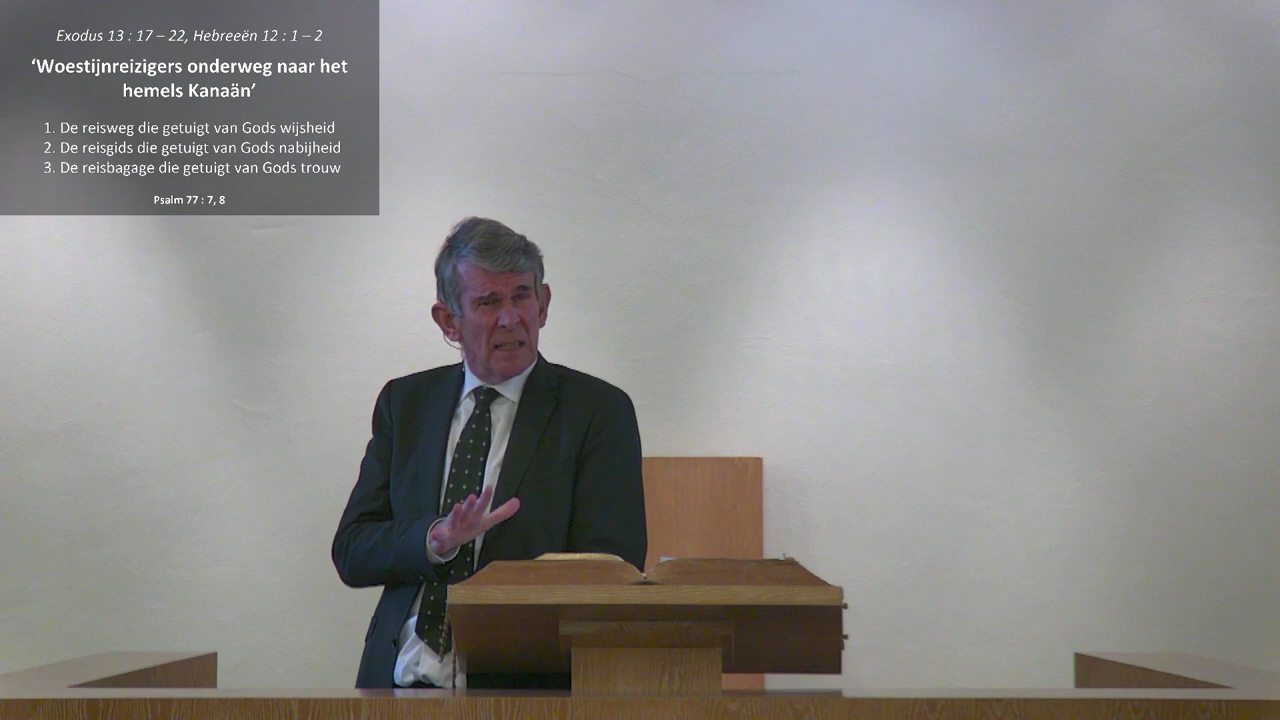 Exodus 13 : 17 – 22, Hebreeën 12 : 1 – 2
‘Woestijnreizigers onderweg naar het
hemels Kanaän’
1. De reisweg die getuigt van Gods wijsheid
2. De reisgids die getuigt van Gods nabijheid
3. De reisbagage die getuigt van Gods trouw
Psalm 77 : 7, 8